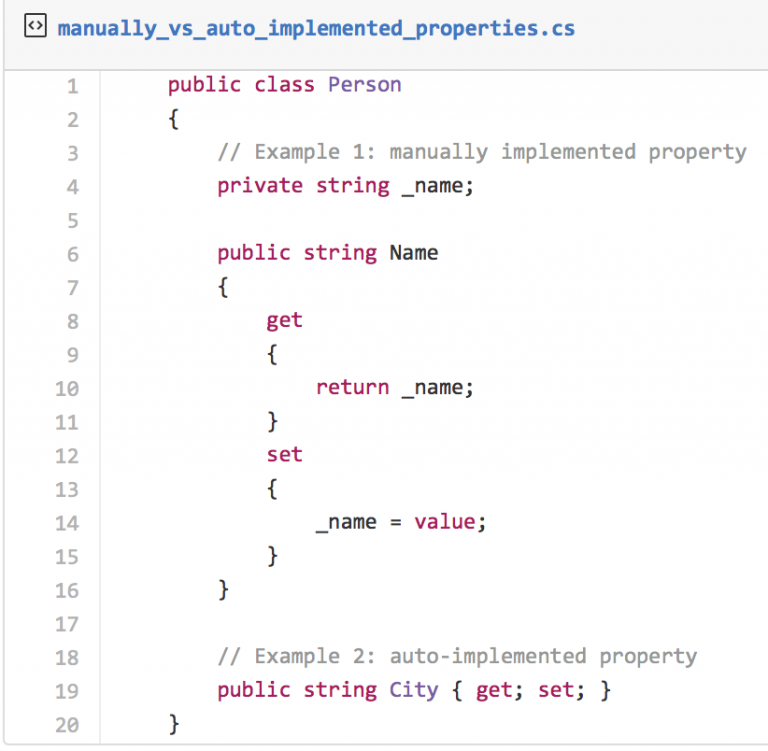 manually_vs_auto_implemented_properties.cs
1 public class Person
2 {
3 // Example 1: manually implemented property
4 private string _name;
5
6 public string Name
7 {
8 get
9 {
10 return _name;
11 }
12 set
13 {
14 _name = value;
15 }
16 }
17
18 // Example 2: auto-implemented property
19 public string City { get; set; }
20 }